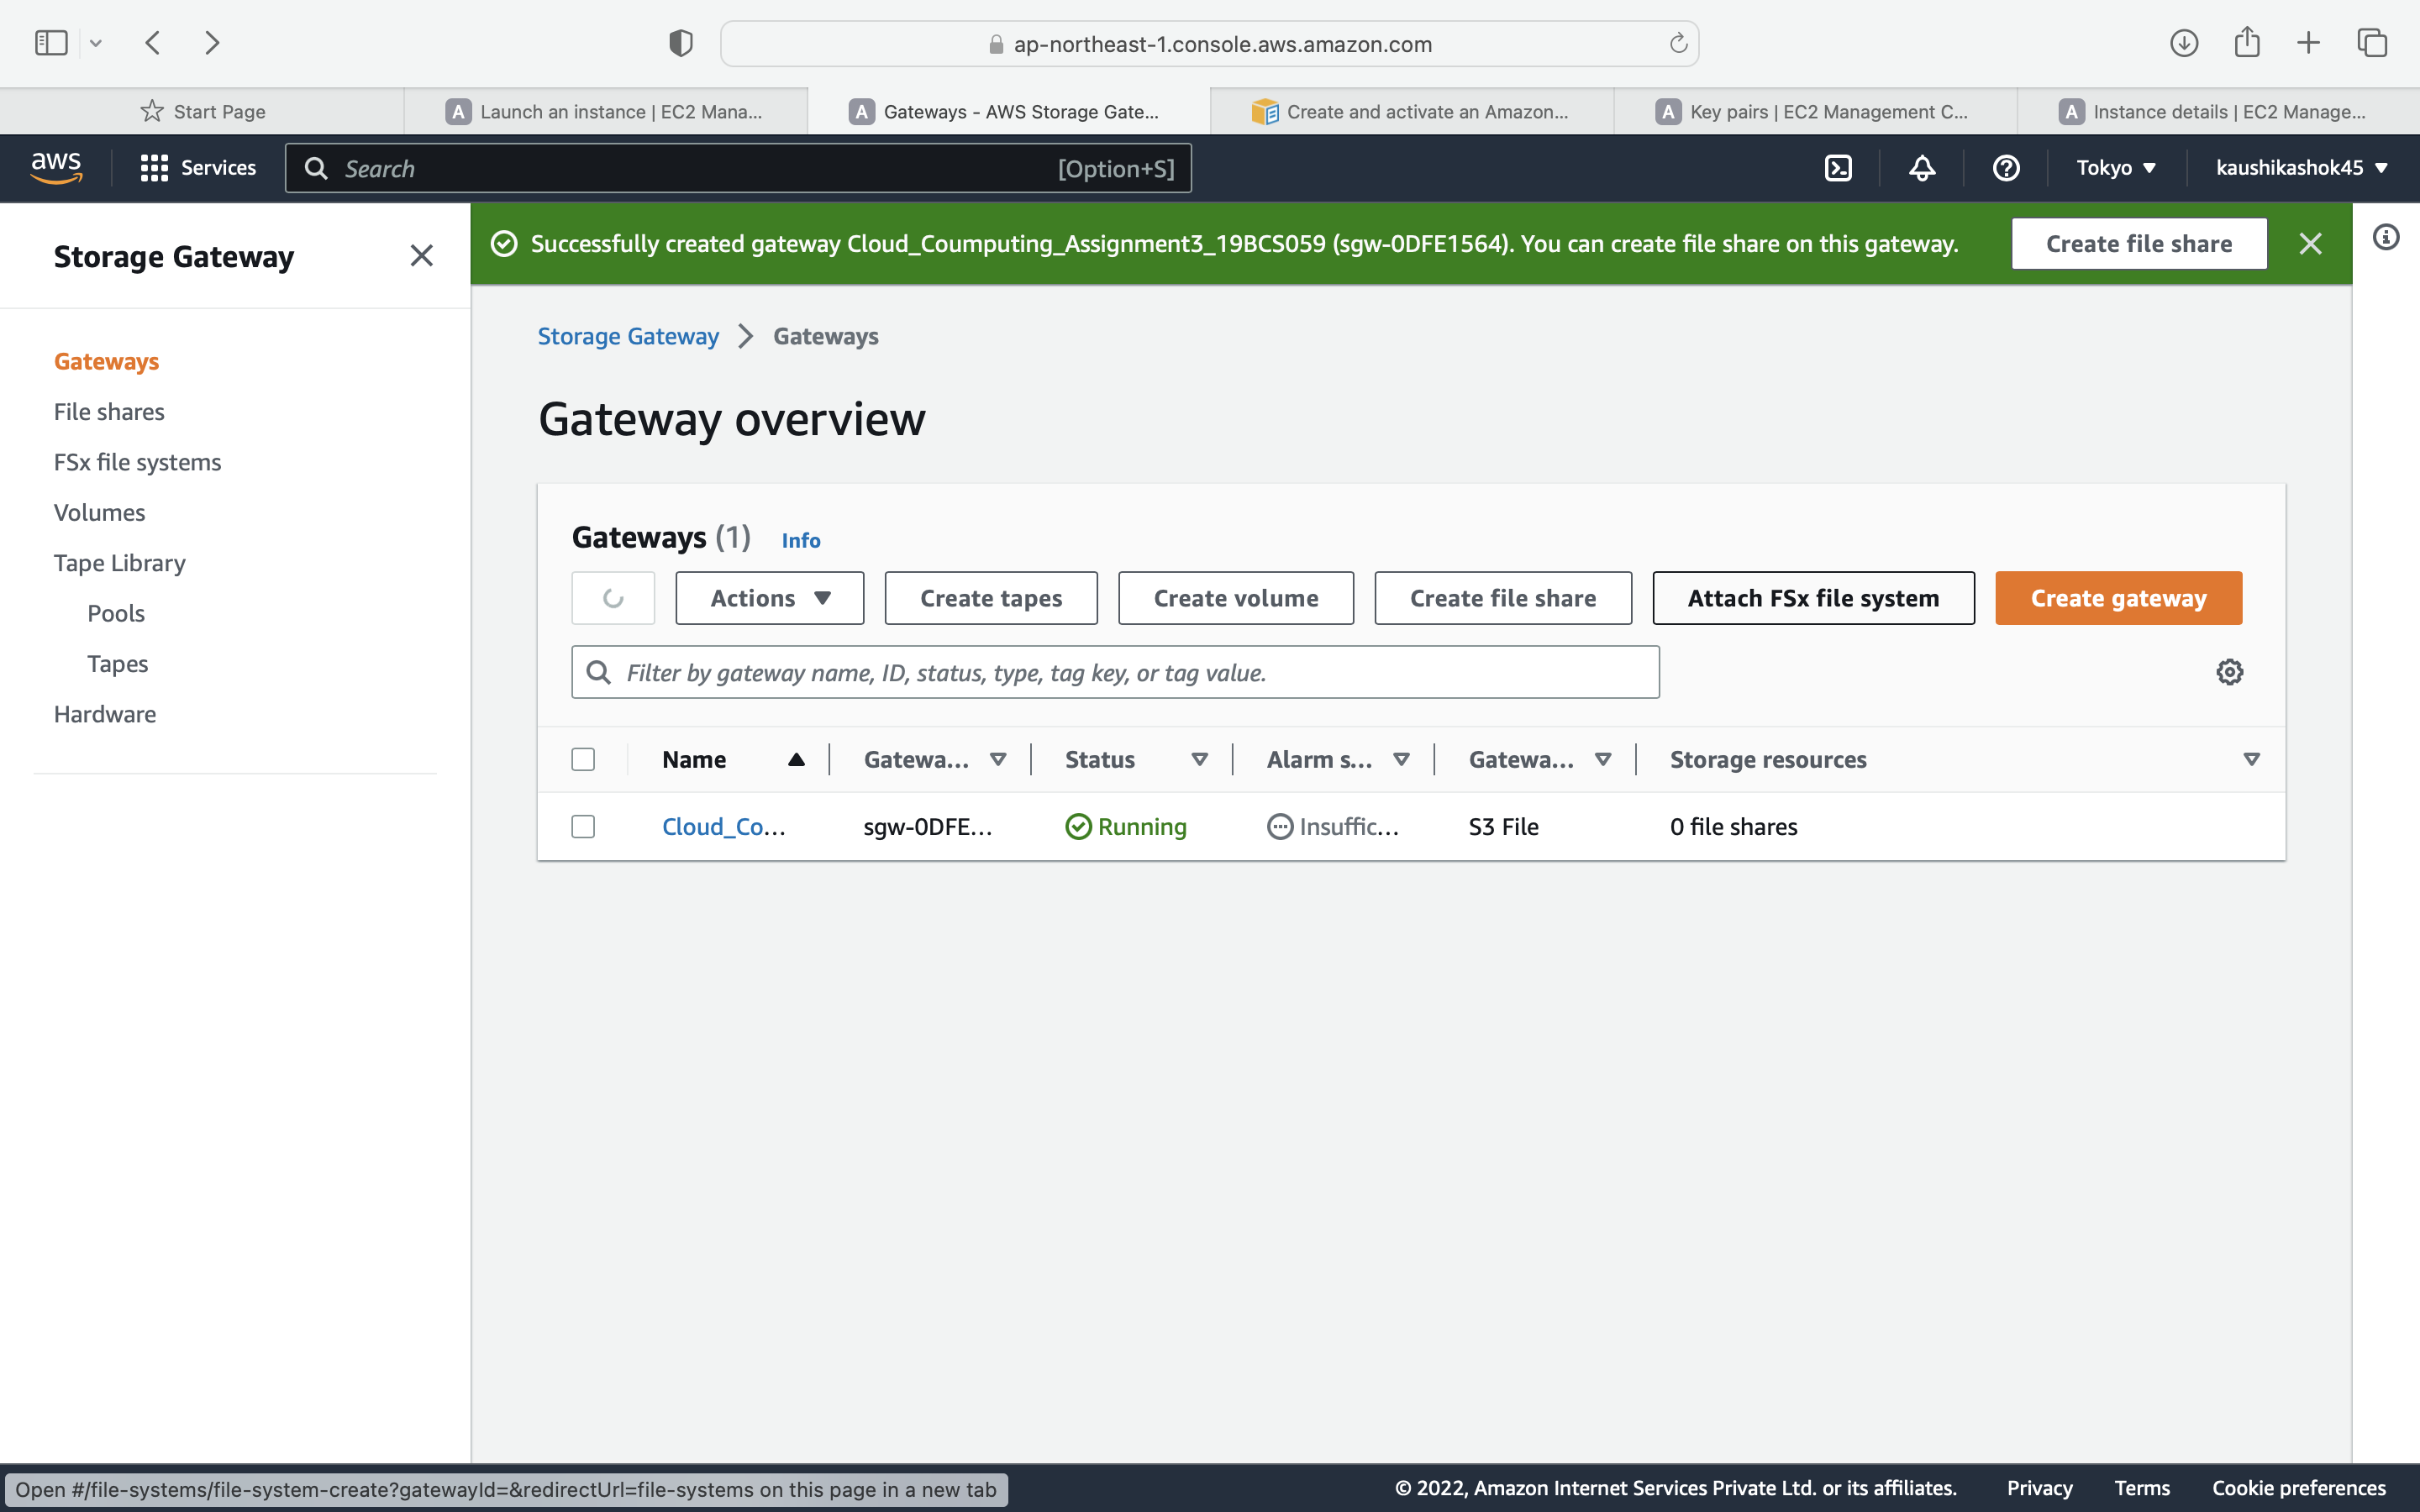 ap-northeast-1.console.aws.amazon.com
Start Page
A Launch an instance | EC2 Mana...
A Gateways - AWS Storage Gate...
Create and activate an Amazon...
A Key pairs | EC2 Management C...
A Instance details | EC2 Manage...
aws
Services
Search
[Option+S]
Tokyo
kaushikashok45
Storage Gateway
Successfully created gateway Cloud_Coumputing_Assignment3_19BCS059 (sgw-0DFE1564). You can create file share on this gateway.
Create file share
Gateways
File shares
FSx file systems
Volumes
Tape Library
Pools
Tapes
Hardware
Storage Gateway > Gateways
Gateway overview
Gateways (1) Info
Actions
Create tapes
Create volume
Create file share
Attach FSx file system
Create gateway
Filter by gateway name, ID, status, type, tag key, or tag value.
Name Gatewa... Status Alarm s... Gatewa... Storage resources
Cloud_Co... sgw-0DFE... Running Insuffic... S3 File 0 file shares
Open #/file-systems/file-system-create?gatewayId=&redirectUrl=file-systems on this page in a new tab
© 2022, Amazon Internet Services Private Ltd. or its affiliates. Privacy Terms Cookie preferences